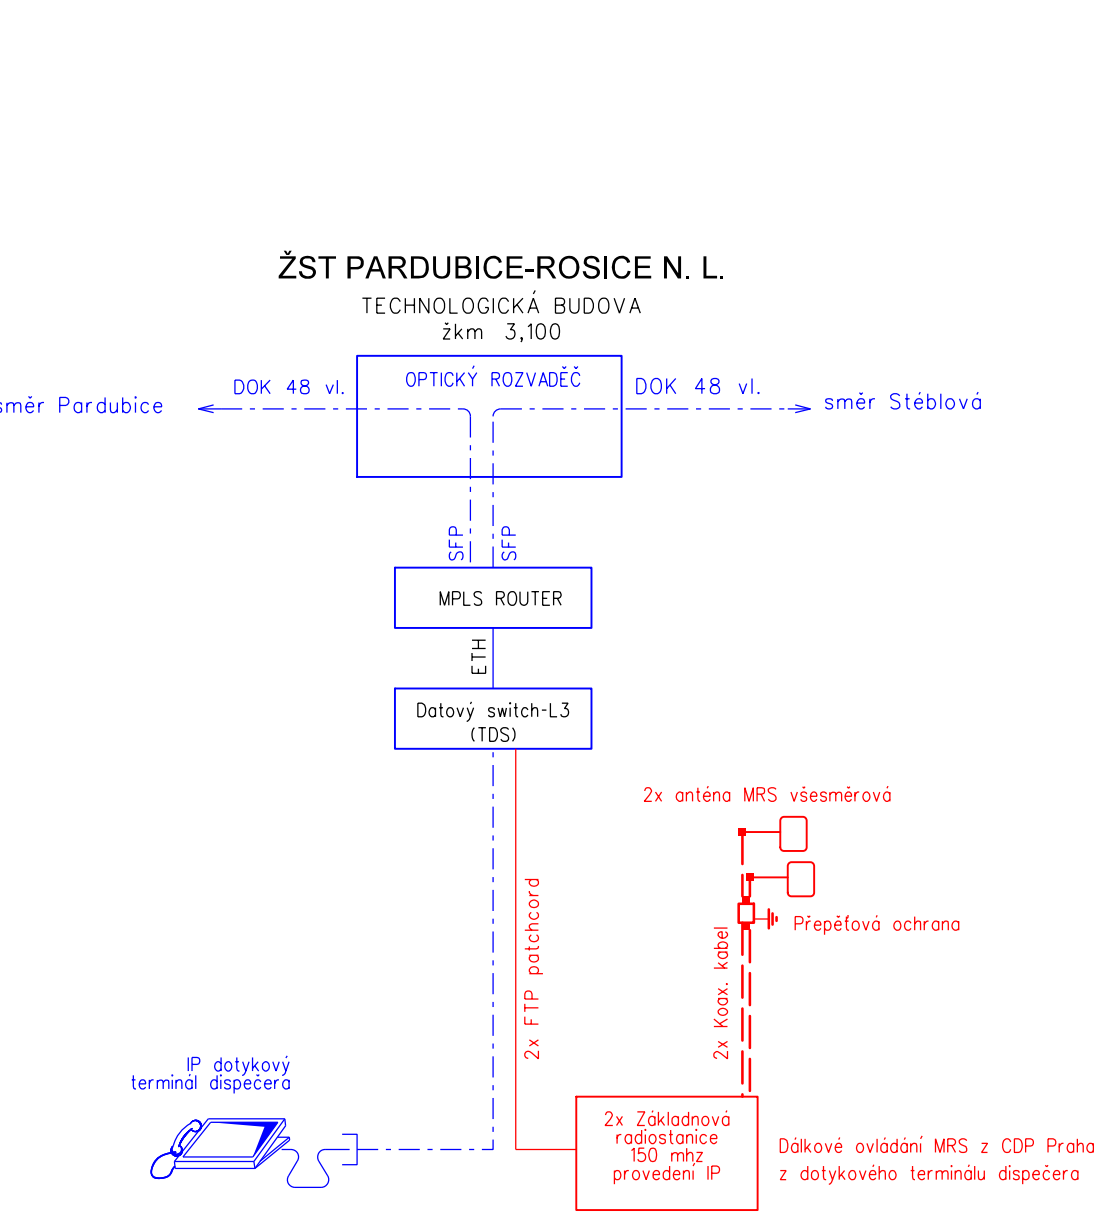 ŽST PARDUBICE-ROSICE N. L.
TECHNOLOGICKÁ BUDOVA
žkm 3,100
OPTICKÝ ROZVADĚČ
DOK 48 vl.
DOK 48 vl.
směr Pardubice
směr Stéblová
SFP
SFP
MPLS ROUTER
ETH
Datový switch-L3
(TDS)
2x anténa MRS všesměrová
Přepěťová ochrana
2x FTP patchcord
2x Koax. kabel
IP dotykový
terminál dispečera
2x Základnová
radiostanice
150 mhz
provedení IP
Dálkové ovládání MRS z CDP Praha
z dotykového terminálu dispečera